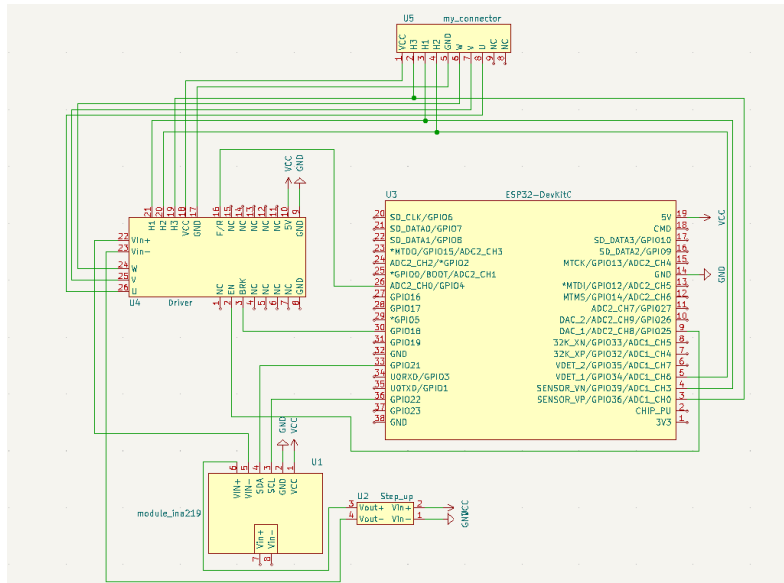 U5 my_connector
VCC H3 H1 H2 GND W V U NC NC
1 2 3 4 5 6 7 8 9 8
VCC GND
21 20 19 18 17 16 15 14 13 12 11 10 9
H1 H2 H3 VCC GND F/R NC NC NC NC NC 5V GND
22 Vin+
23 Vin-
24 W
25 V
26 U
NC EN BRK NC NC NC NC GND
1 2 3 4 5 6 7 8
U4 Driver
U3 ESP32-DevKitC
20 SD_CLK/GPIO6 5V 19 VCC
21 SD_DATA0/GPIO7 CMD 18
22 SD_DATA1/GPIO8 SD_DATA3/GPIO10 17
23 *MTDO/GPIO15/ADC2_CH3 SD_DATA2/GPIO9 16
24 ADC2_CH2/*GPIO2 MTCK/GPIO13/ADC2_CH4 15
25 *GPIO0/BOOT/ADC2_CH1 GND 14 GND
26 ADC2_CH0/GPIO4 *MTDI/GPIO12/ADC2_CH5 13
27 GPIO16 MTMS/GPIO14/ADC2_CH6 12
28 GPIO17 ADC2_CH7/GPIO27 11
29 *GPIO5 DAC_2/ADC2_CH9/GPIO26 10
30 GPIO18 DAC_1/ADC2_CH8/GPIO25 9
31 GPIO19 32K_XN/GPIO33/ADC1_CH5 8
32 GND 32K_XP/GPIO32/ADC1_CH4 7
33 GPIO21 VDET_2/GPIO35/ADC1_CH7 6
34 U0RXD/GPIO3 VDET_1/GPIO34/ADC1_CH6 5
35 U0TXD/GPIO1 SENSOR_VN/GPIO39/ADC1_CH3 4
36 GPIO22 SENSOR_VP/GPIO36/ADC1_CH0 3
37 GPIO23 CHIP_PU 2
38 GND 3V3 1
GND VCC
6 5 4 3 2 1 U1
VIN+ VIN- SDA SCL GND VCC
module_ina219
Vin+ Vin-
7 8
U2 Step_up
3 Vout+ Vin+ 2 VCC
4 Vout- Vin- 1 GND